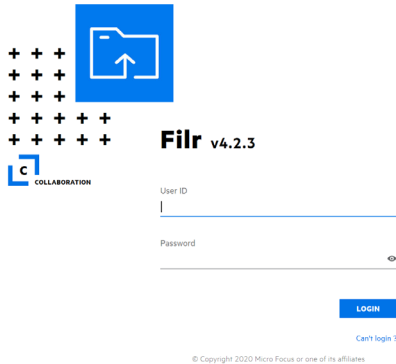 C
COLLABORATION
Filr v4.2.3
User ID
Password
LOGIN
Can't login ?
© Copyright 2020 Micro Focus or one of its affiliates